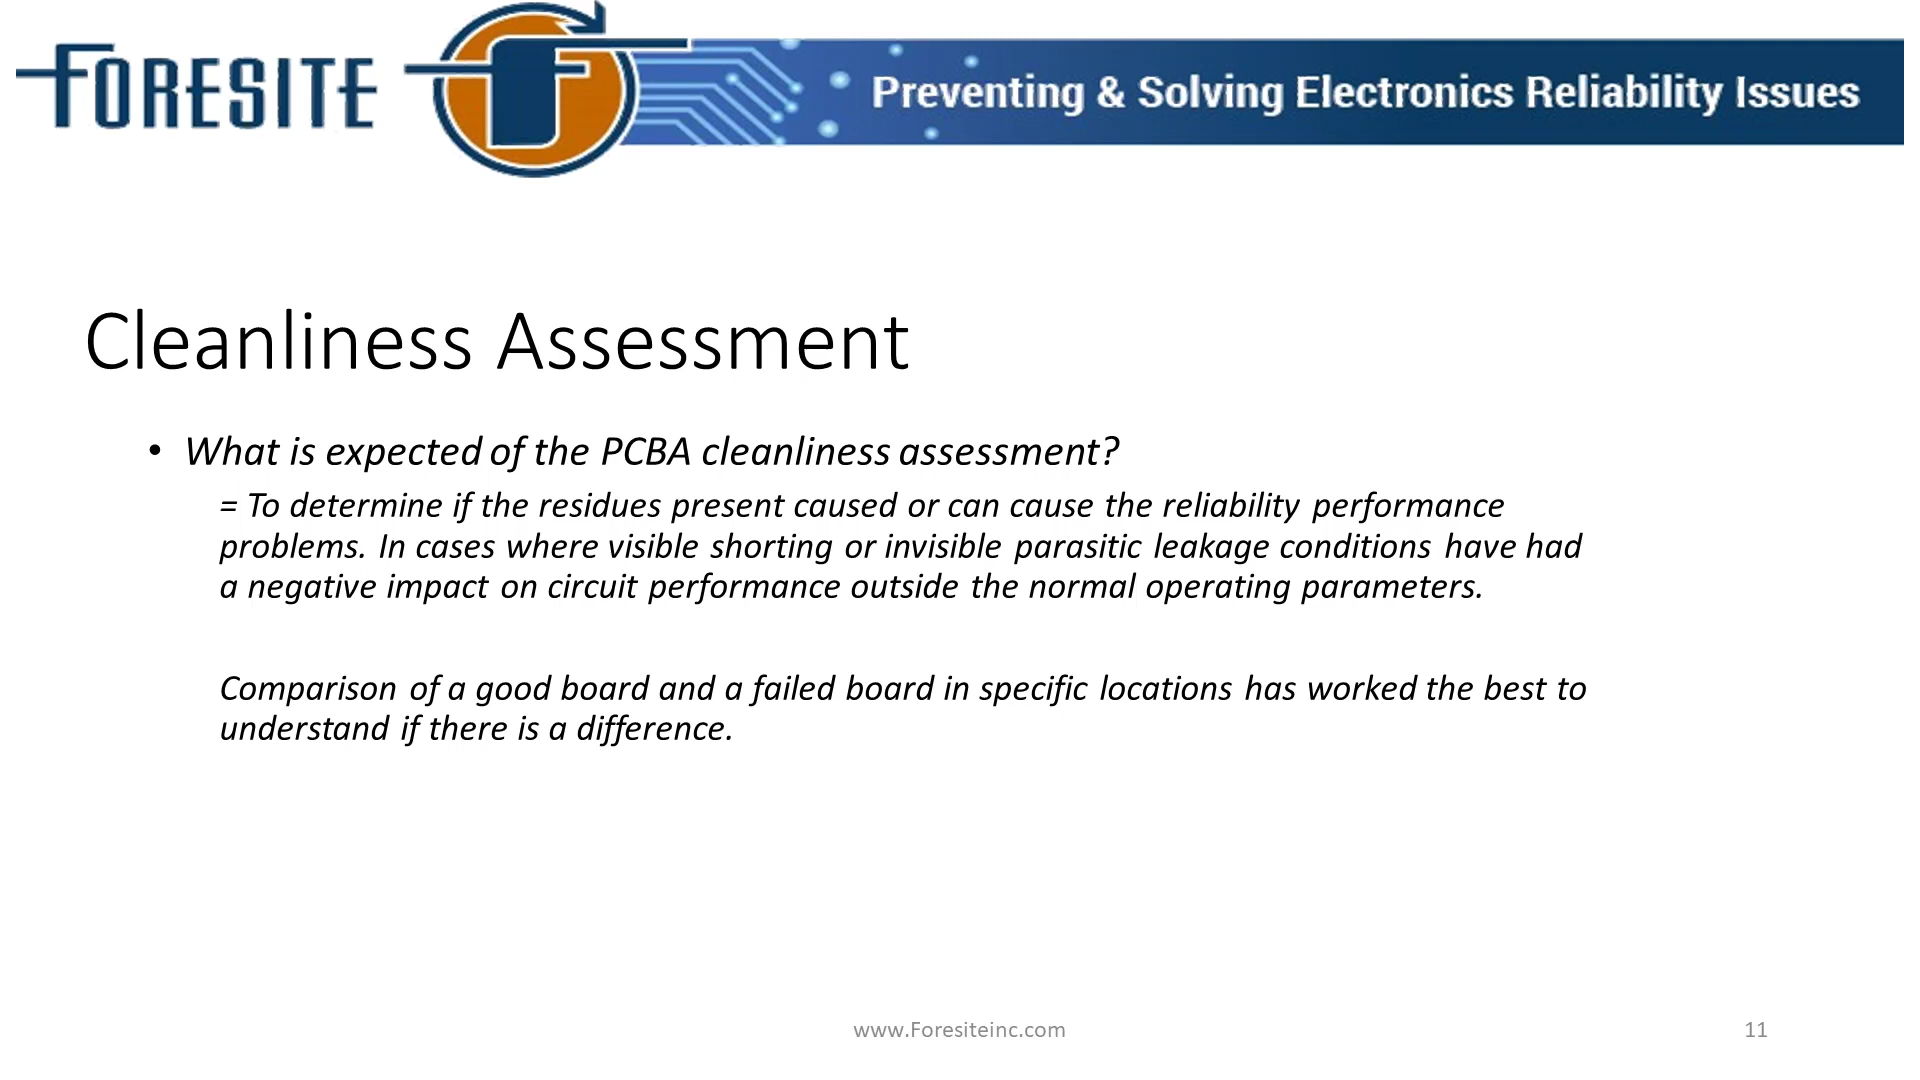 FORESITE
Preventing & Solving Electronics Reliability Issues
Cleanliness Assessment
• What is expected of the PCBA cleanliness assessment?
= To determine if the residues present caused or can cause the reliability performance
problems. In cases where visible shorting or invisible parasitic leakage conditions have had
a negative impact on circuit performance outside the normal operating parameters.
Comparison of a good board and a failed board in specific locations has worked the best to
understand if there is a difference.
www.Foresiteinc.com
11